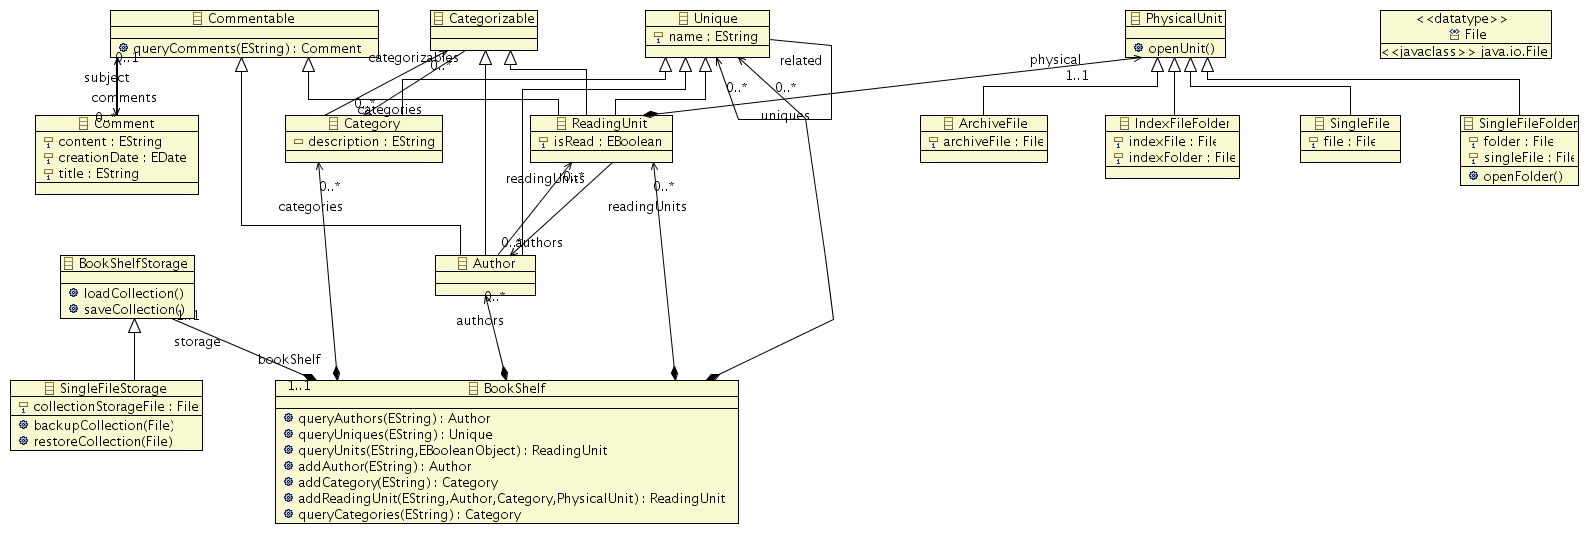 Commentable
queryComments(EString) : Comment
Categorizable
Unique
name : EString
PhysicalUnit
openUnit()
<<datatype>>
File
<<javaclass>> java.io.File
0..1
subject
comments
0..*
categorizables
0..*
0..*
categories
related
0..*
0..*
uniques
physical
1..1
Comment
content : EString
creationDate : EDate
title : EString
Category
description : EString
ReadingUnit
isRead : EBoolean
ArchiveFile
archiveFile : File
IndexFileFolder
indexFile : File
indexFolder : File
SingleFile
file : File
SingleFileFolder
folder : File
singleFile : File
openFolder()
0..*
categories
readingUnits
0..*
0..*
readingUnits
0..*
authors
BookShelfStorage
loadCollection()
saveCollection()
Author
0..*
authors
1..1
storage
bookShelf
1..1
SingleFileStorage
collectionStorageFile : File
backupCollection(File)
restoreCollection(File)
BookShelf
queryAuthors(EString) : Author
queryUniques(EString) : Unique
queryUnits(EString,EBooleanObject) : ReadingUnit
addAuthor(EString) : Author
addCategory(EString) : Category
addReadingUnit(EString,Author,Category,PhysicalUnit) : ReadingUnit
queryCategories(EString) : Category